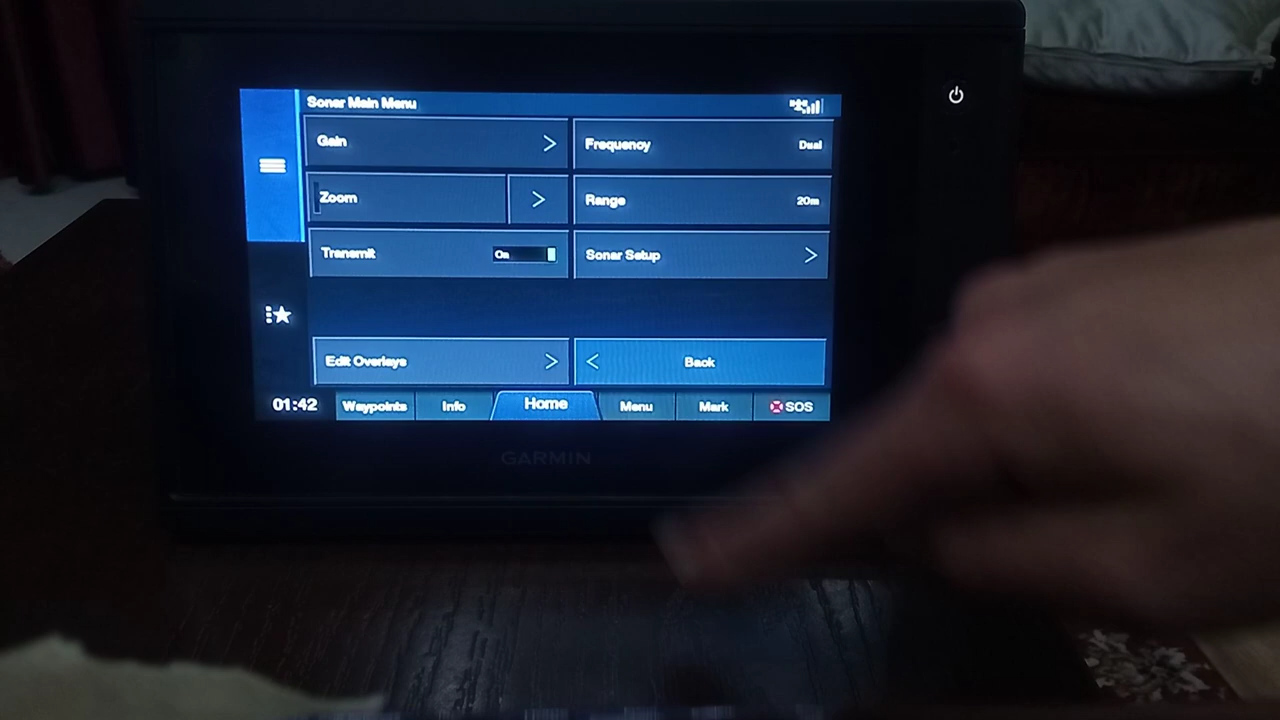 Sonar Main Menu
Gain
Frequency Dual
Zoom
Range 20m
Transmit On
Sonar Setup
Edit Overlays
Back
01:42 Waypoints Info Home Menu Mark SOS
GARMIN